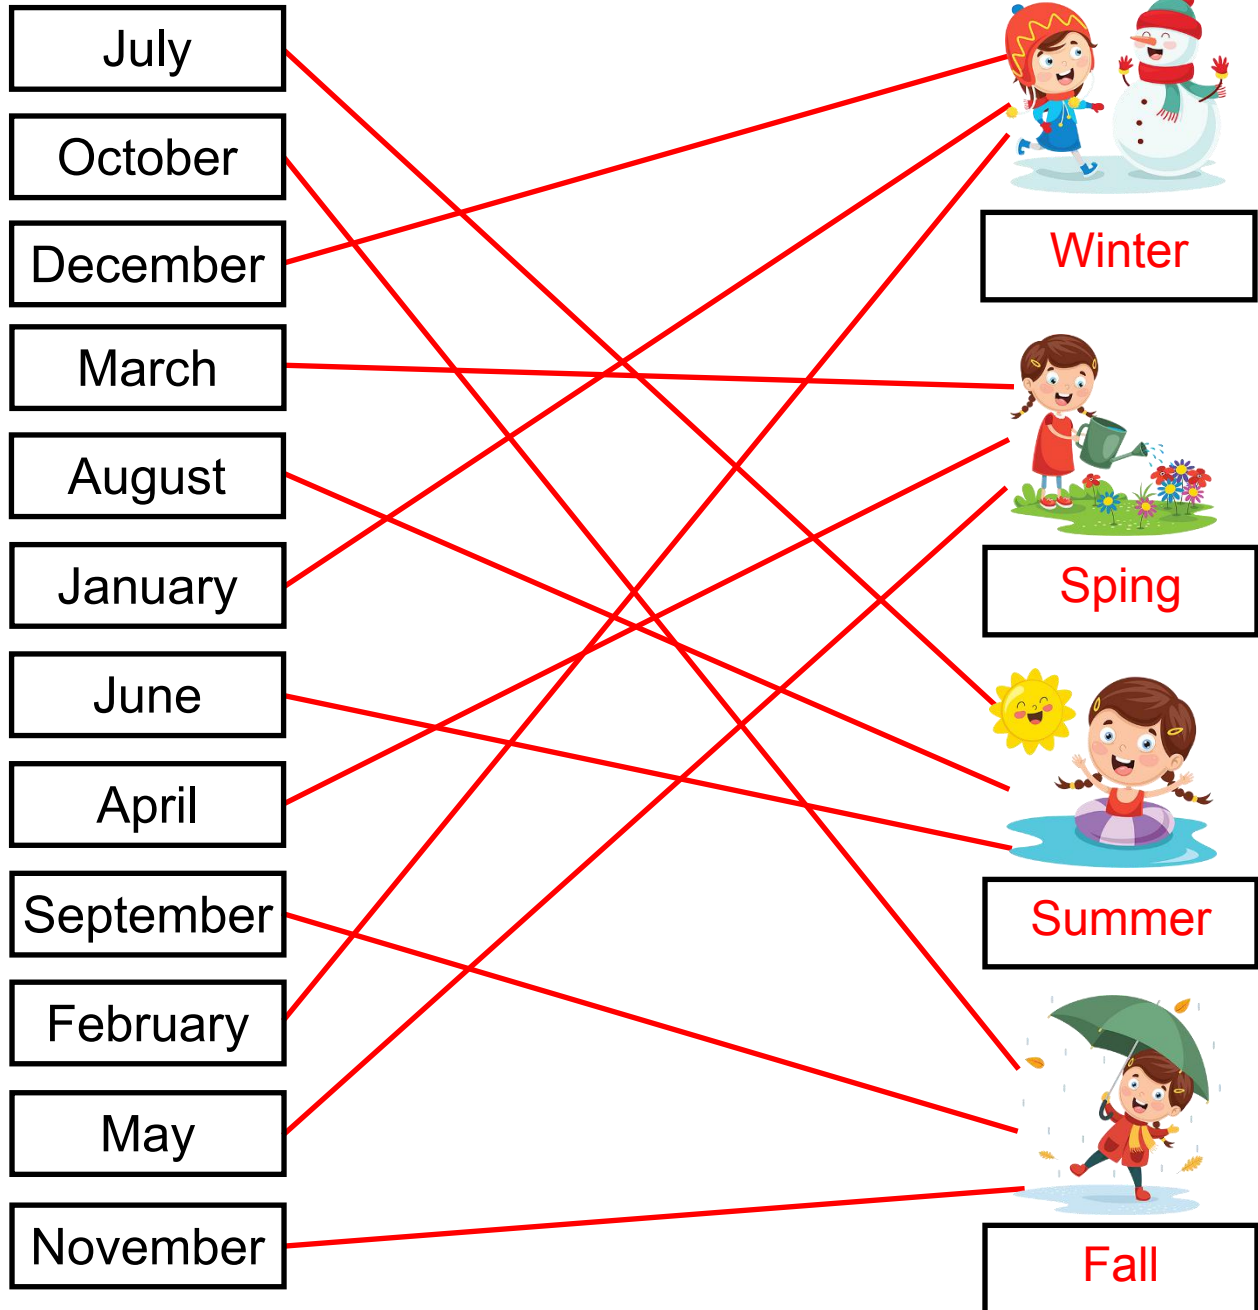 July
October
December
March
August
January
June
April
September
February
May
November
Winter
Sping
Summer
Fall